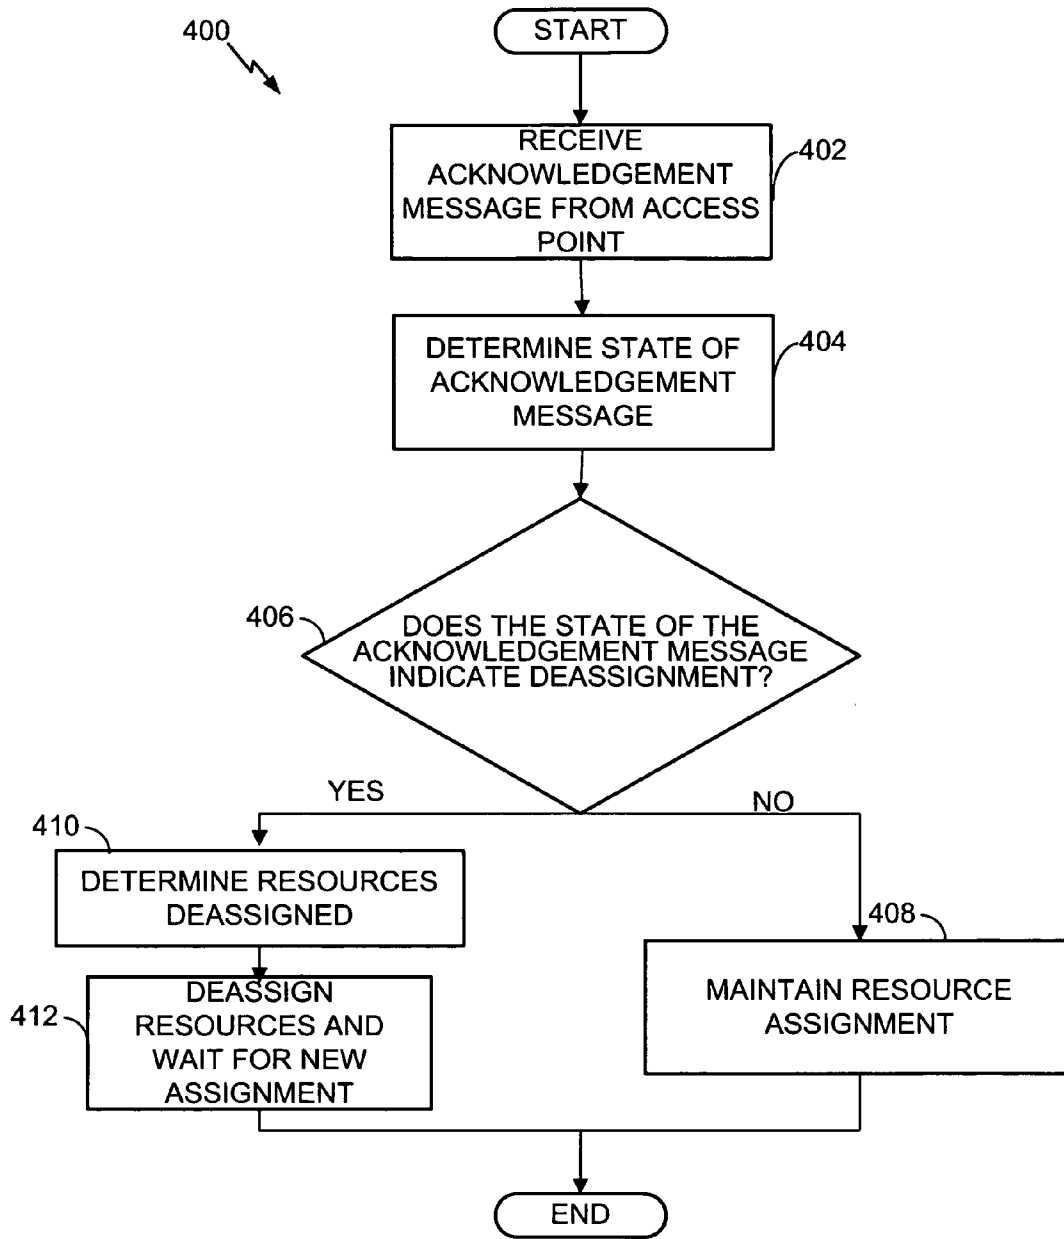 400
START
RECEIVE
ACKNOWLEDGEMENT
MESSAGE FROM ACCESS
POINT
402
DETERMINE STATE OF
ACKNOWLEDGEMENT
MESSAGE
404
406
DOES THE STATE OF THE
ACKNOWLEDGEMENT MESSAGE
INDICATE DEASSIGNMENT?
YES
NO
410
DETERMINE RESOURCES
DEASSIGNED
408
MAINTAIN RESOURCE
ASSIGNMENT
412
DEASSIGN
RESOURCES AND
WAIT FOR NEW
ASSIGNMENT
END